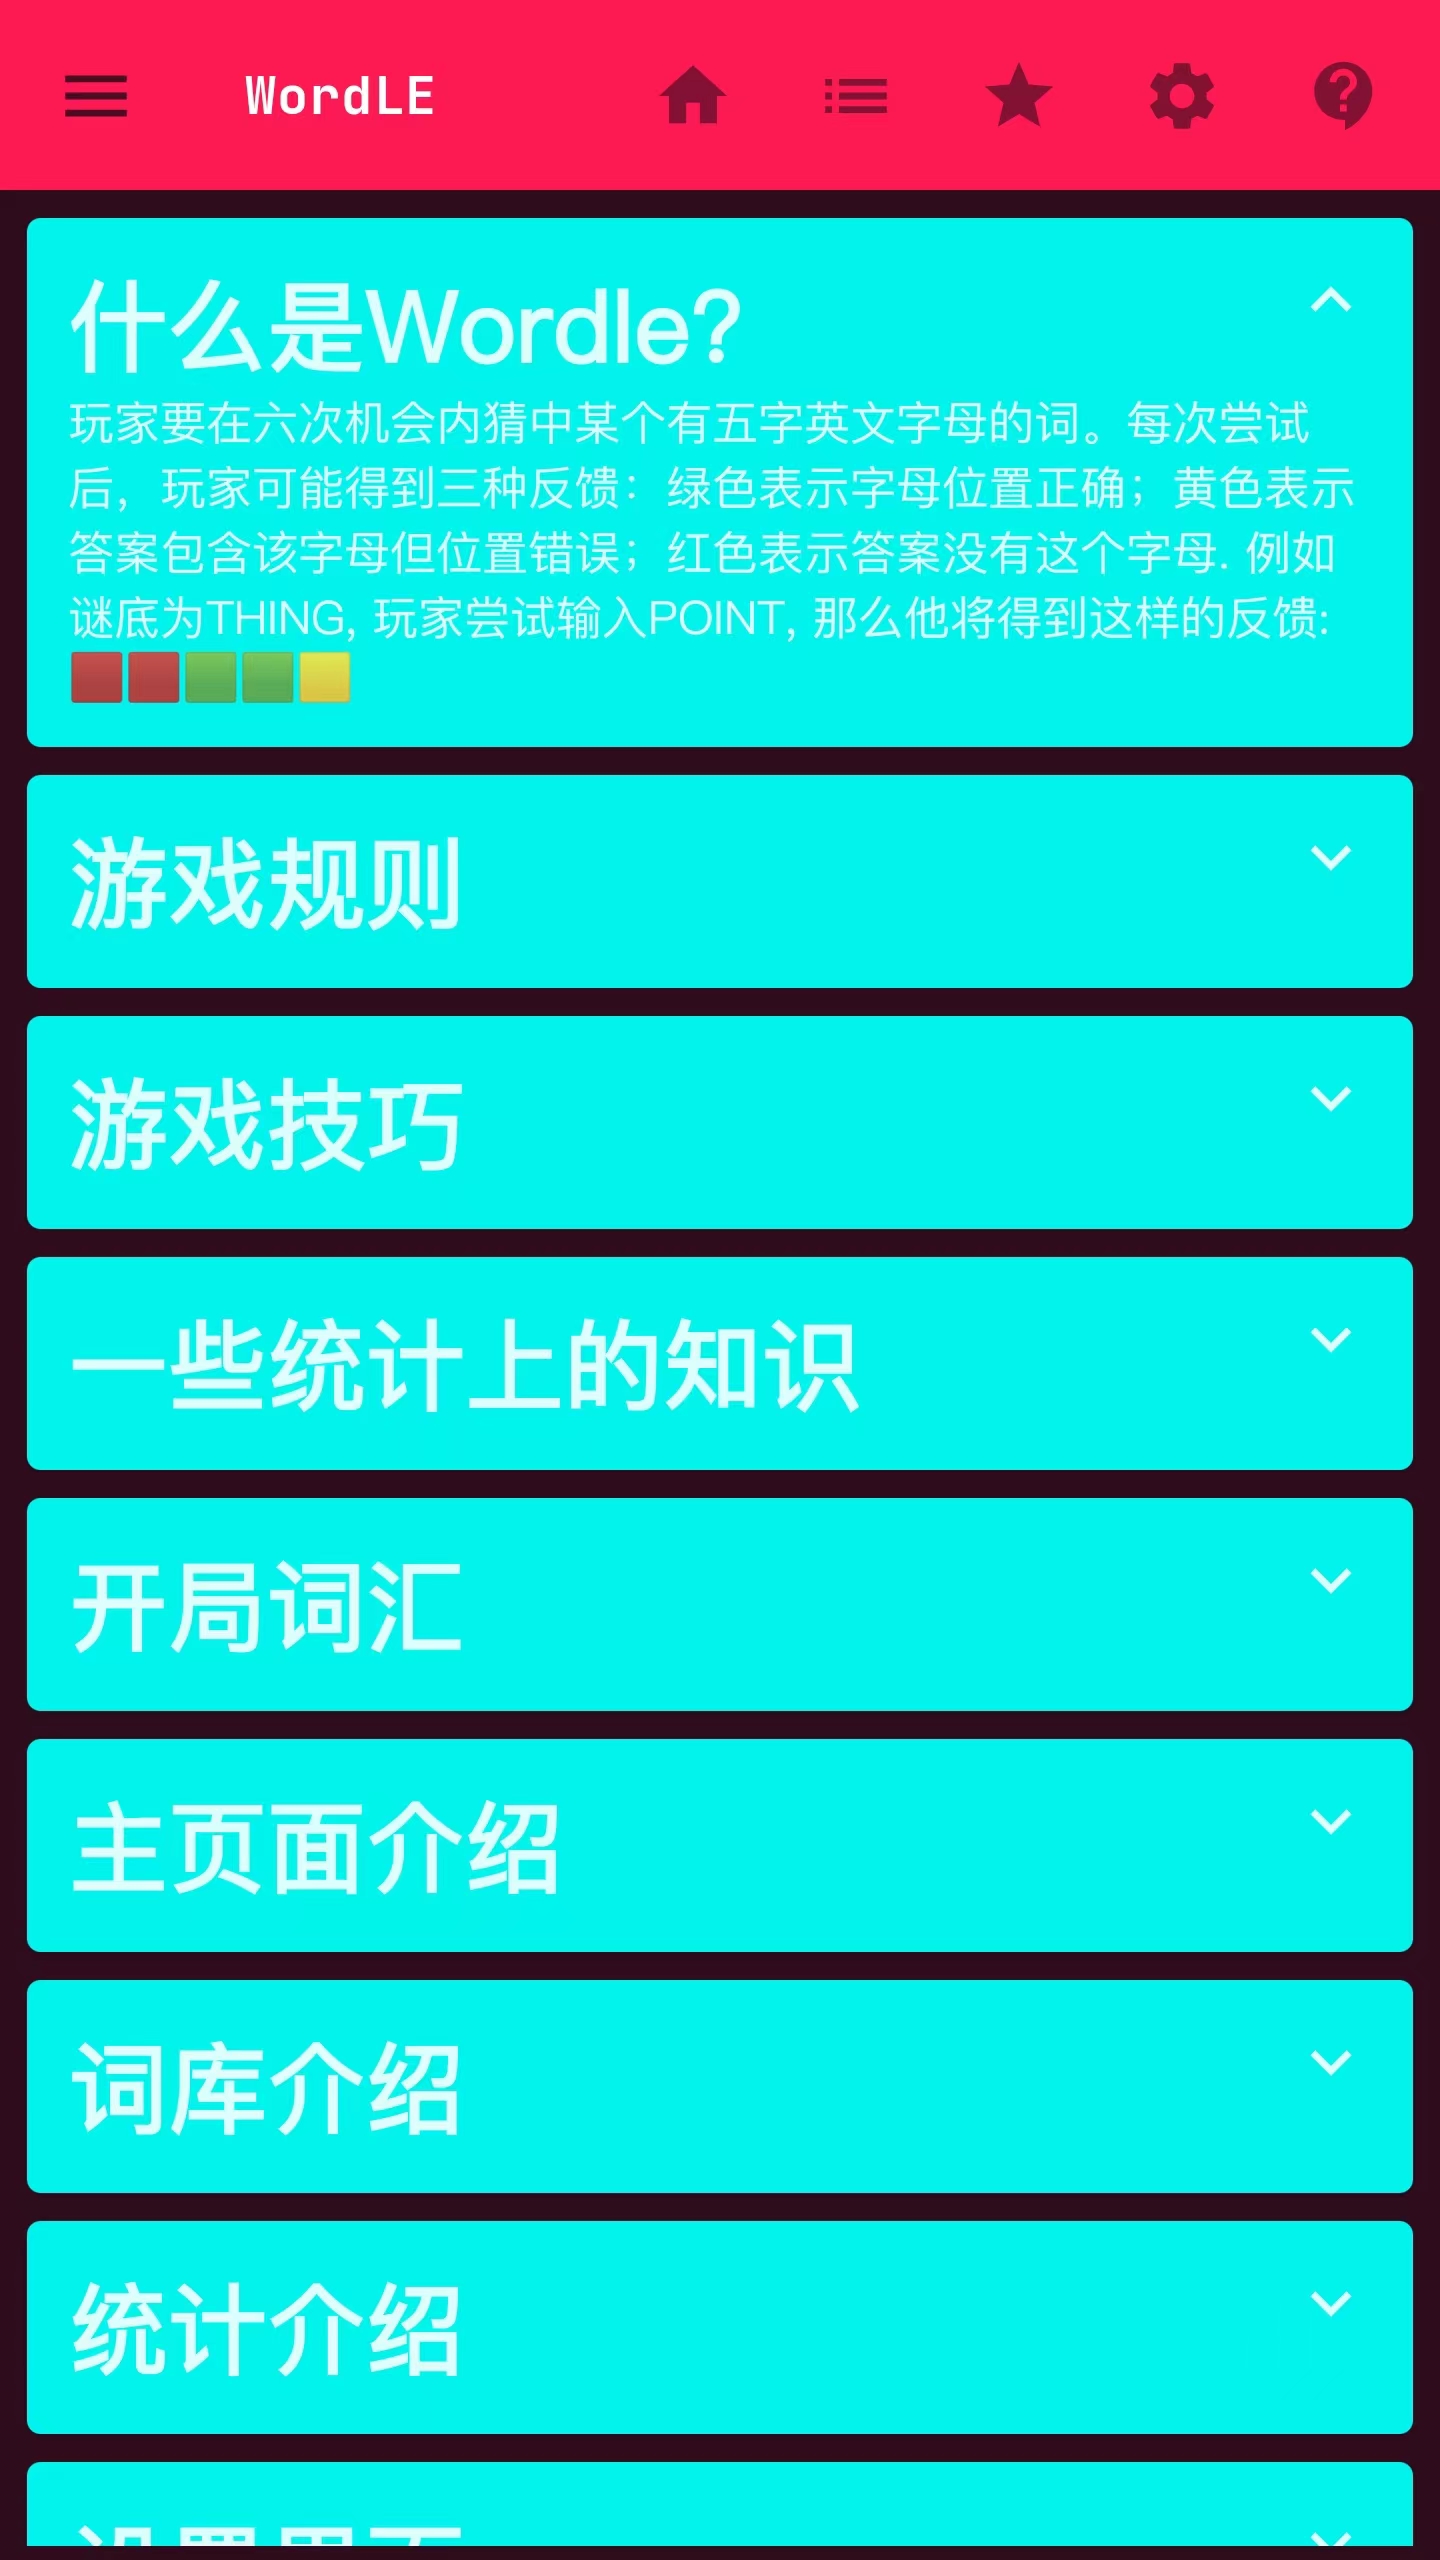 WordLE
什么是Wordle?
玩家要在六次机会内猜中某个有五字英文字母的词。每次尝试
后，玩家可能得到三种反馈：绿色表示字母位置正确；黄色表示
答案包含该字母但位置错误；红色表示答案没有这个字母. 例如
谜底为THING, 玩家尝试输入POINT, 那么他将得到这样的反馈:
🟥🟥🟩🟩🟨
游戏规则
游戏技巧
一些统计上的知识
开局词汇
主页面介绍
词库介绍
统计介绍